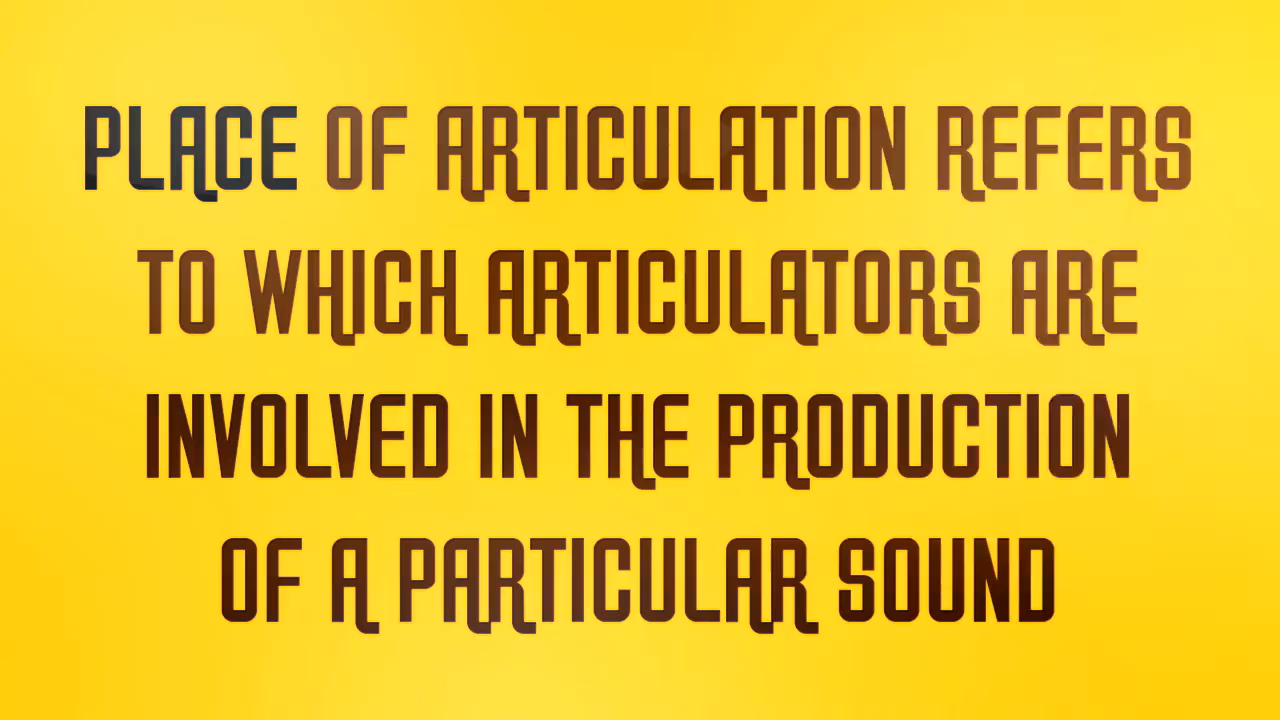 PLACE OF ARTICULATION REFERS
TO WHICH ARTICULATORS ARE
INVOLVED IN THE PRODUCTION
OF A PARTICULAR SOUND